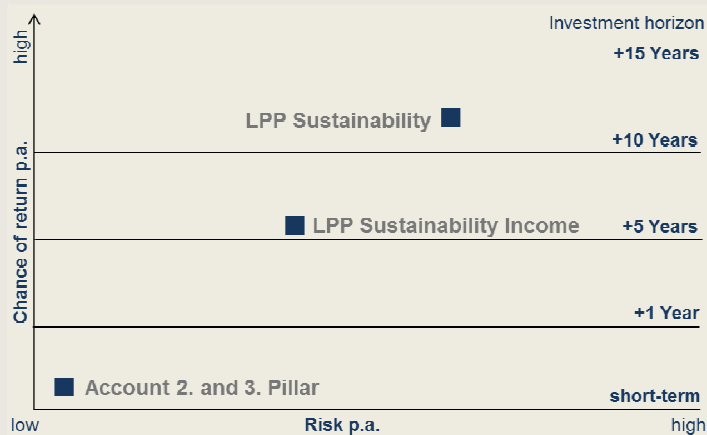 high
Investment horizon
+15 Years
LPP Sustainability
+10 Years
Chance of return p.a.
LPP Sustainability Income
+5 Years
+1 Year
Account 2. and 3. Pillar
short-term
low
Risk p.a.
high